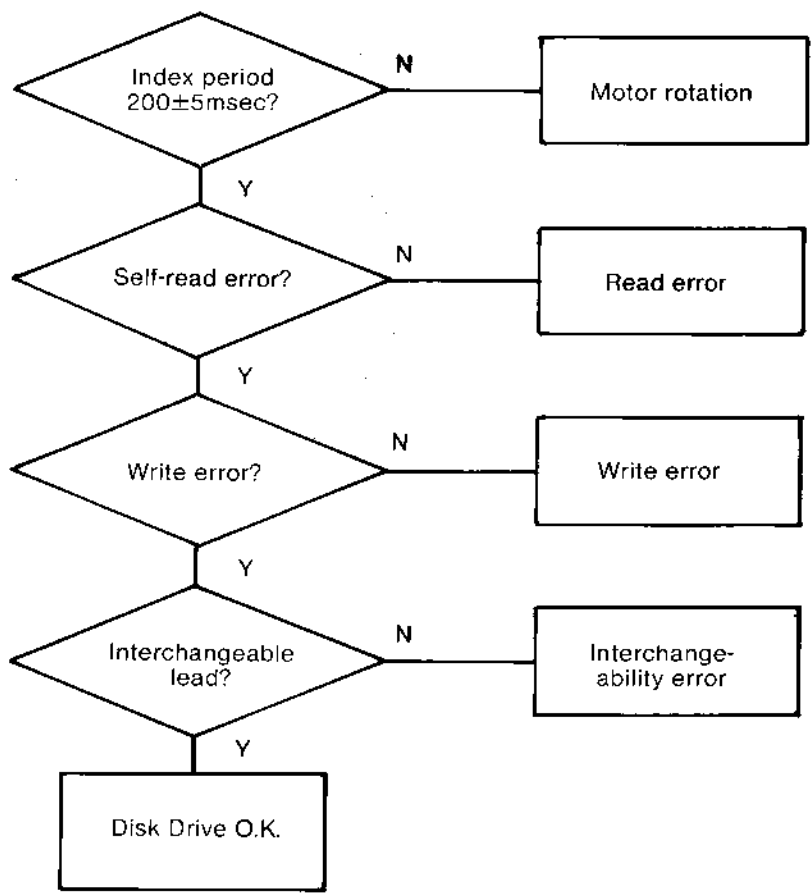 Index period
200±5msec?
N
Motor rotation
Y
Self-read error?
N
Read error
Y
Write error?
N
Write error
Y
Interchangeable
lead?
N
Interchange-
ability error
Y
Disk Drive O.K.